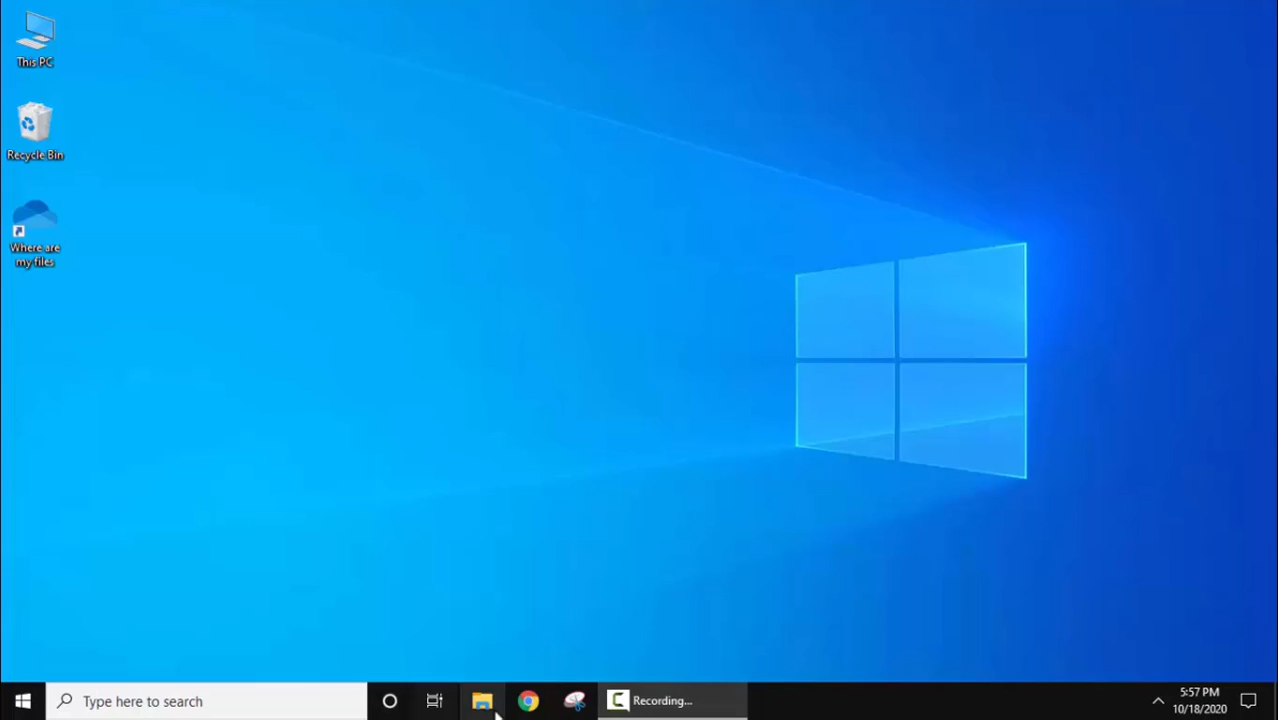 This PC
Recycle Bin
Where are
my files
Type here to search
Recording...
5:57 PM
10/18/2020